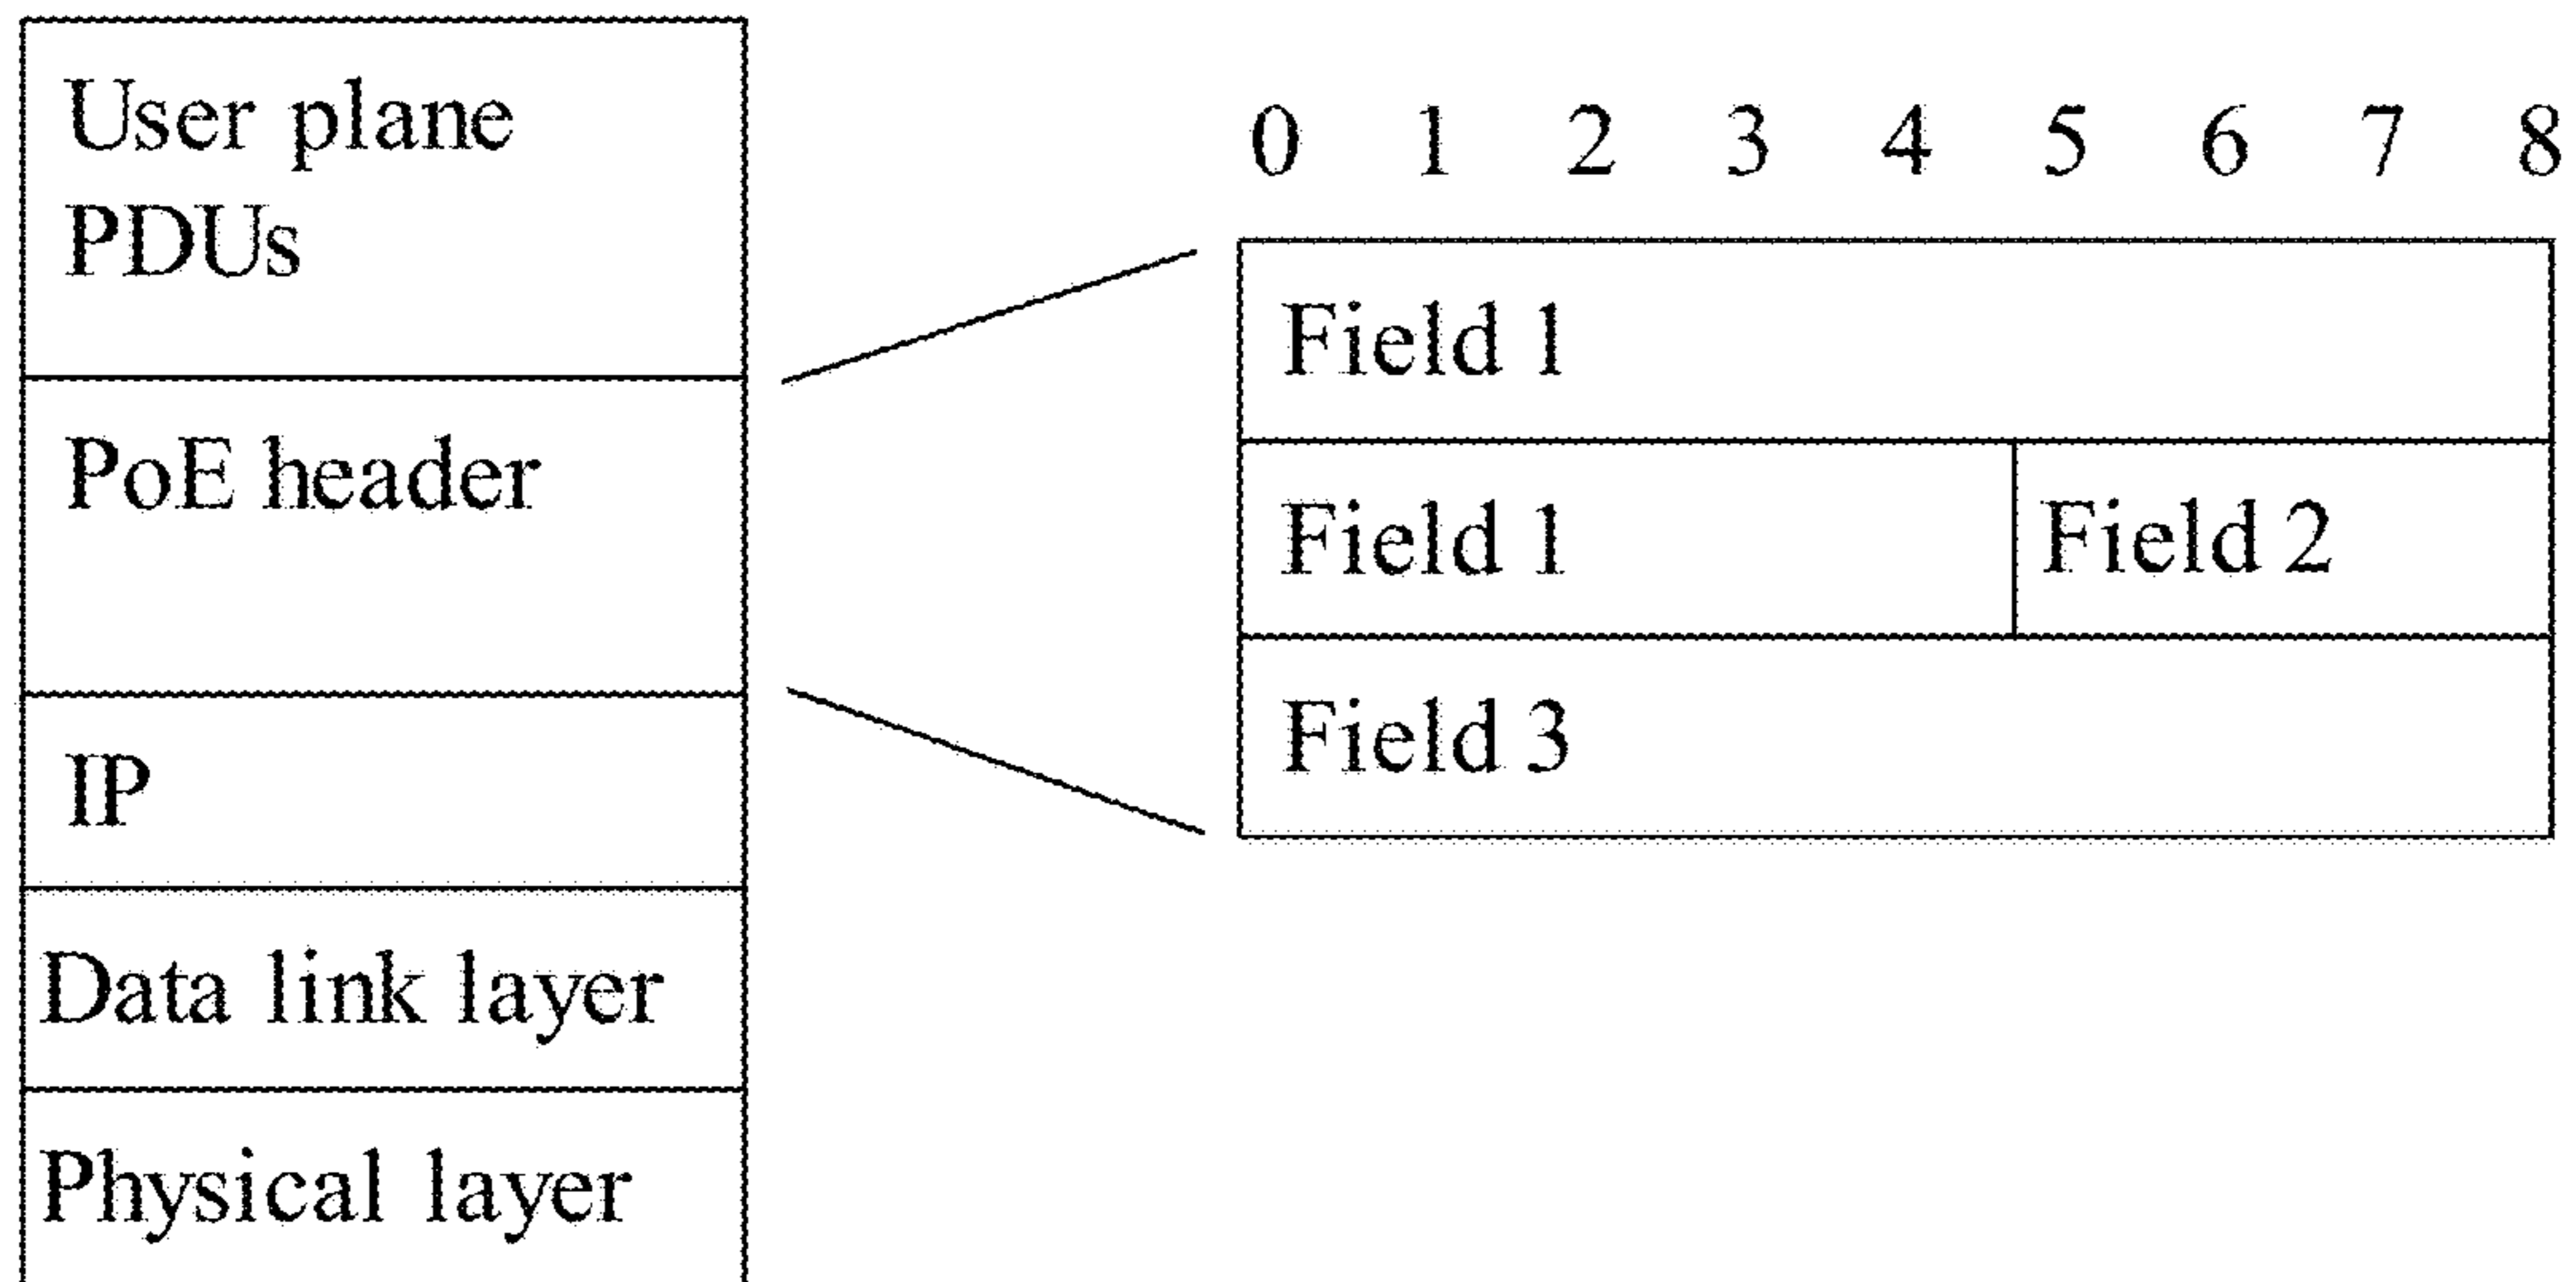 User plane
PDUs
PoE header
IP
Data link layer
Physical layer
0 1 2 3 4 5 6 7 8
Field 1
Field 1 Field 2
Field 3